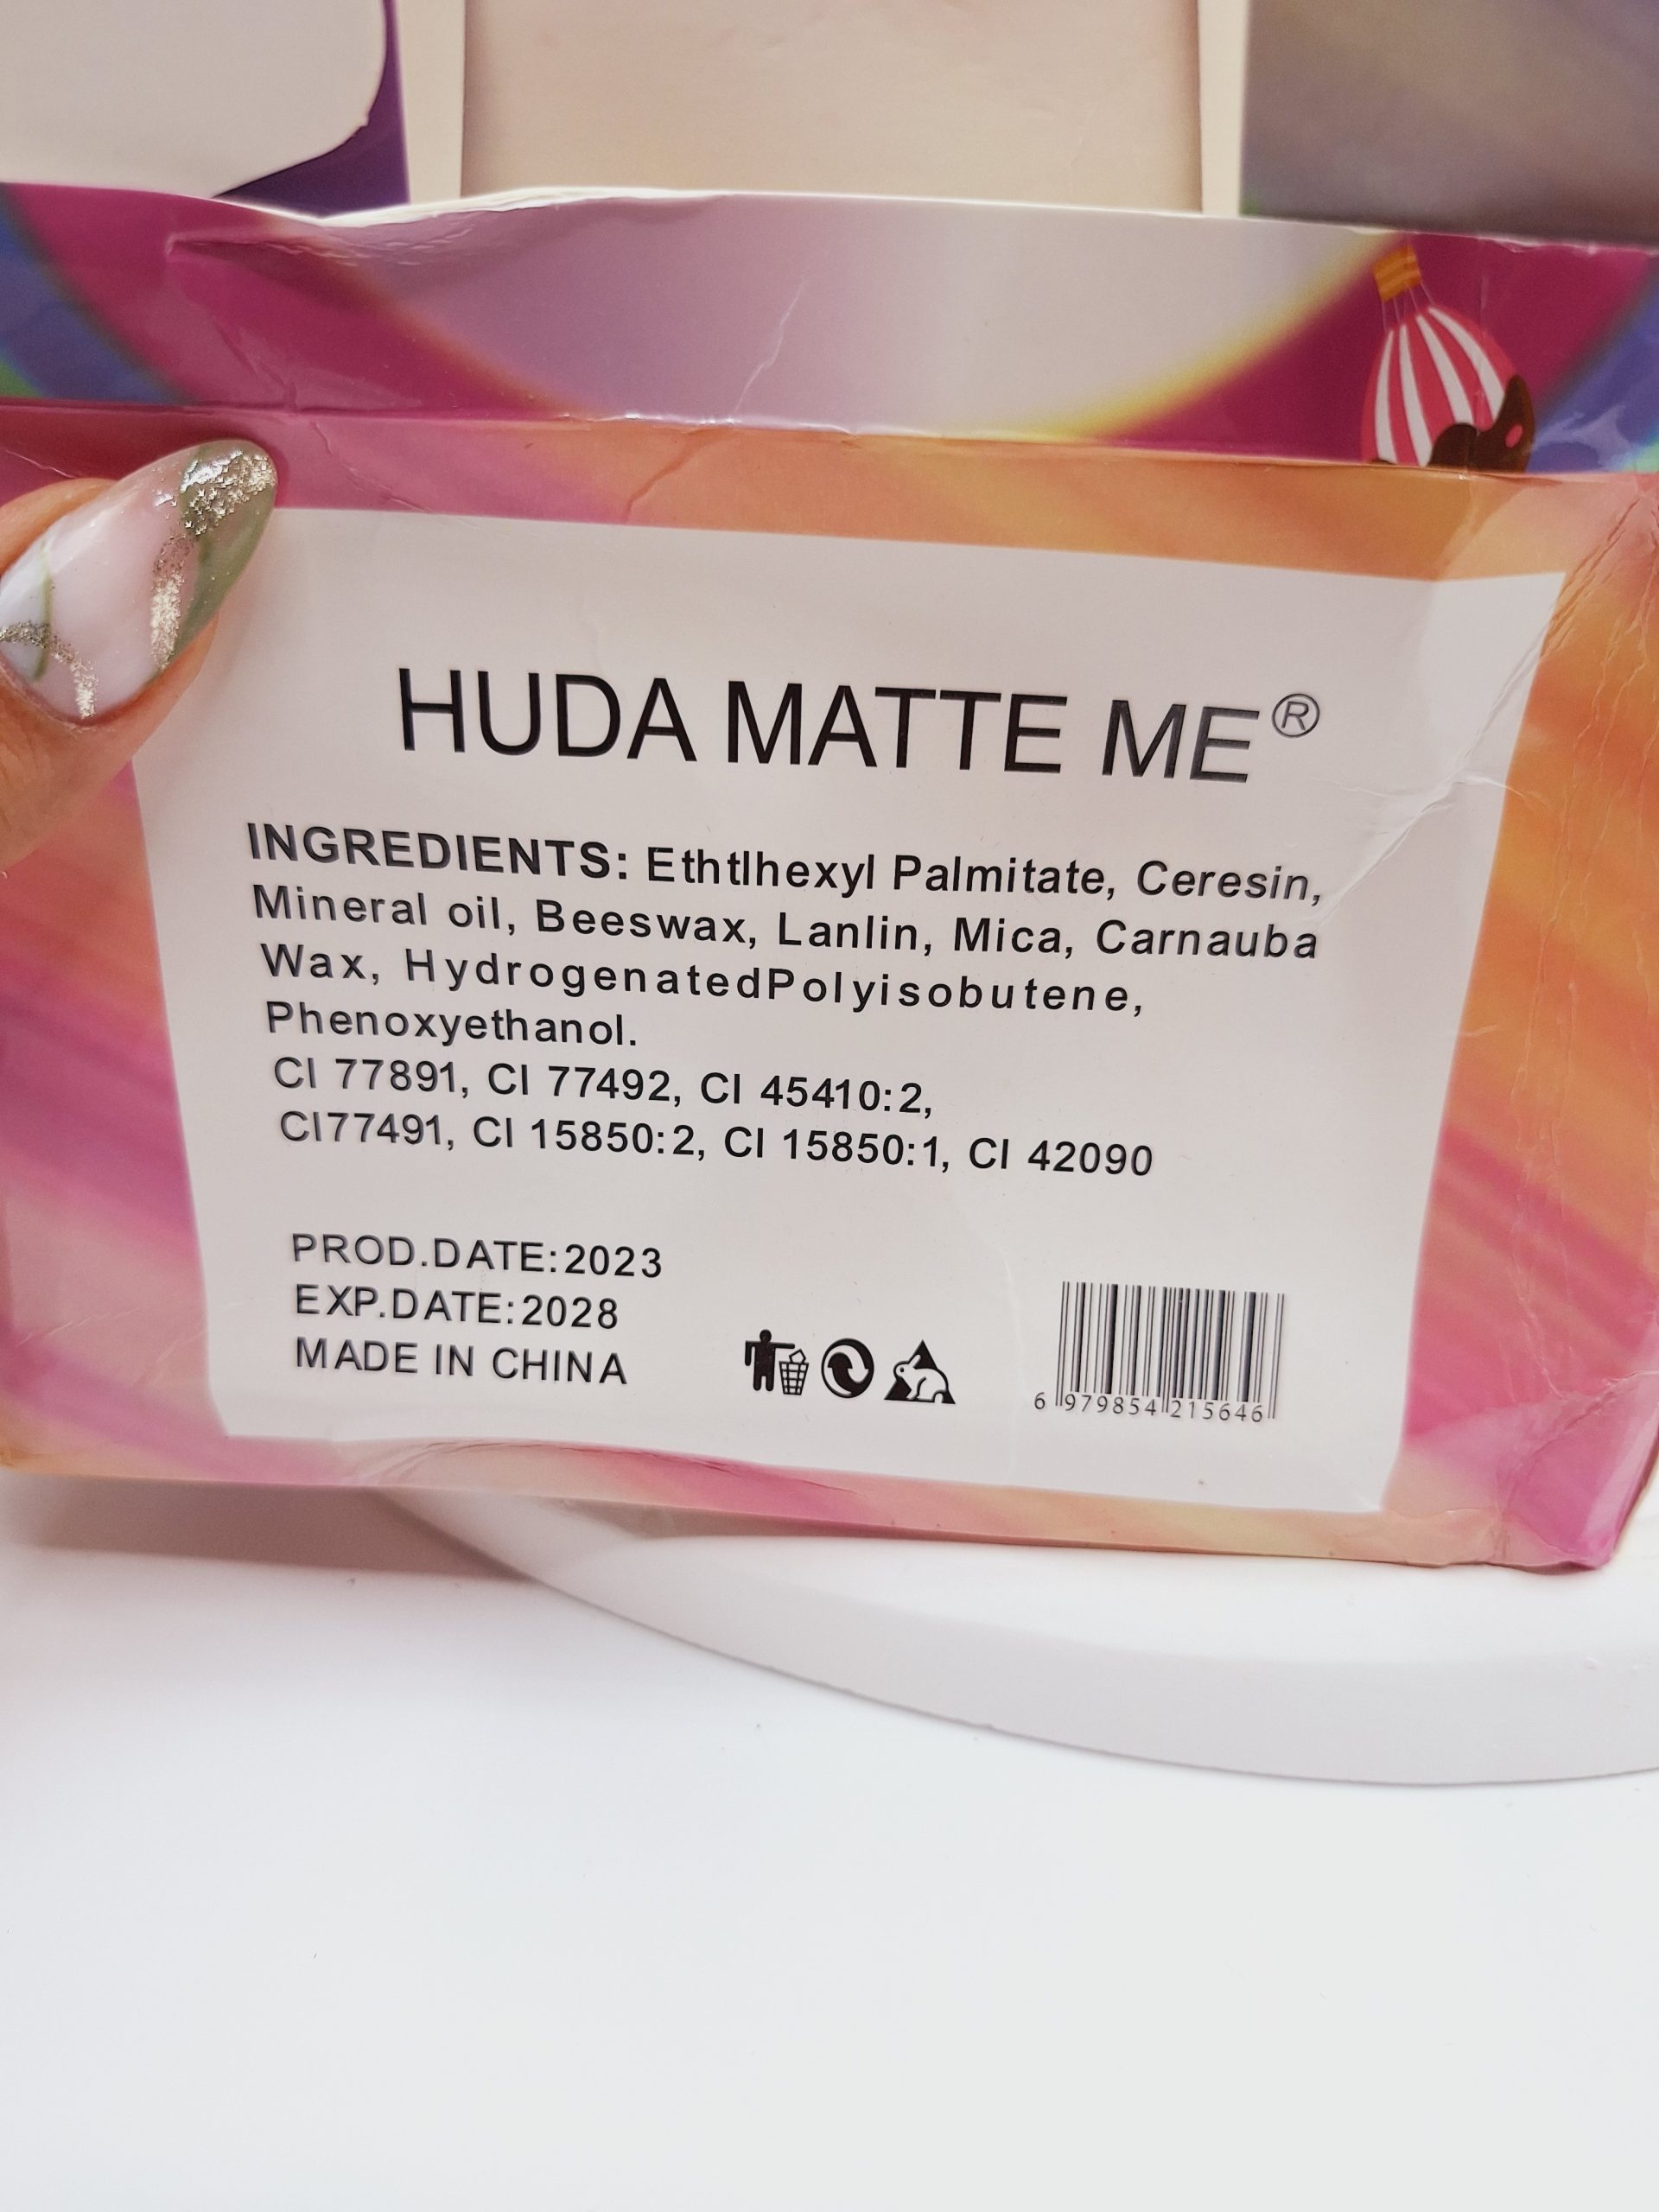 HUDA MATTE ME®
INGREDIENTS: Ethtlhexyl Palmitate, Ceresin,
Mineral oil, Beeswax, Lanlin, Mica, Carnauba
Wax, HydrogenatedPolyisobutene,
Phenoxyethanol.
CI 77891, CI 77492, CI 45410:2,
CI77491, CI 15850:2, CI 15850:1, CI 42090
PROD.DATE:2023
EXP.DATE:2028
MADE IN CHINA
6 979854 215646